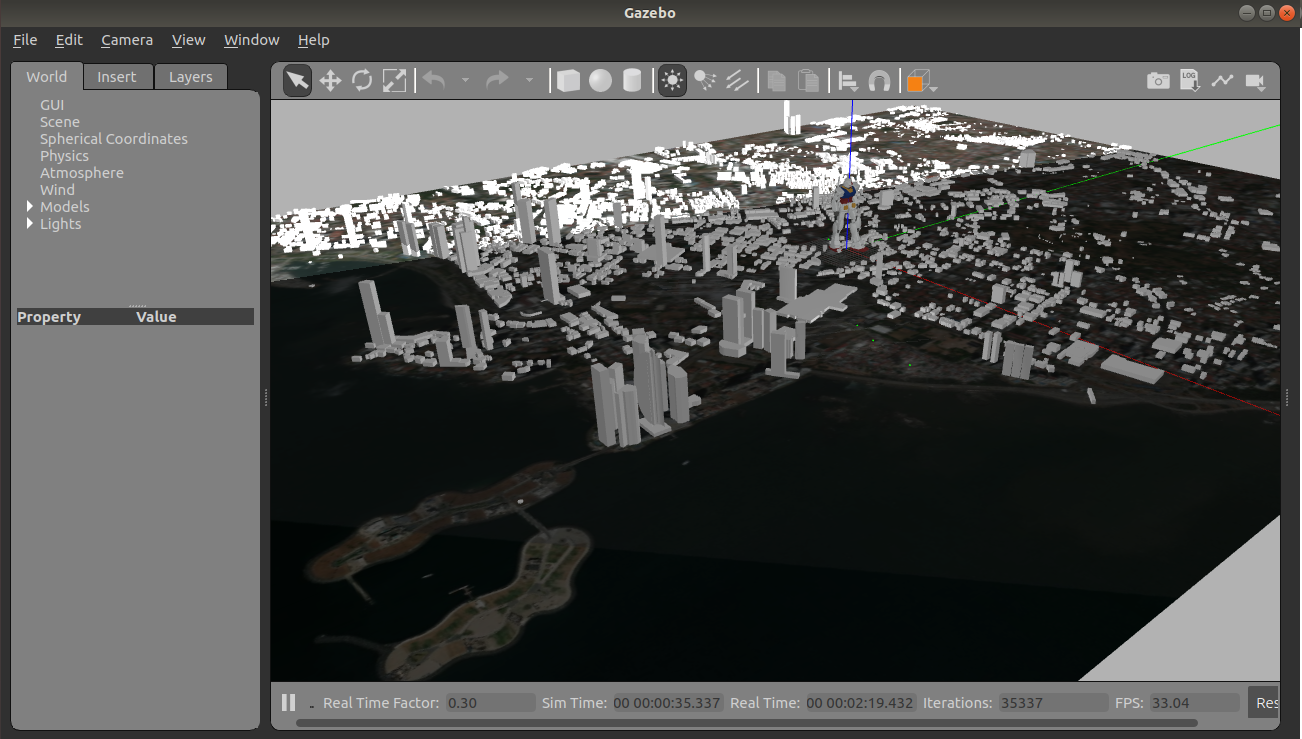 Gazebo
File Edit Camera View Window Help
World Insert Layers
LOG
GUI
Scene
Spherical Coordinates
Physics
Atmosphere
Wind
Models
Lights
Property Value
Real Time Factor: 0.30 Sim Time: 00 00:00:35.337 Real Time: 00 00:02:19.432 Iterations: 35337 FPS: 33.04 Res